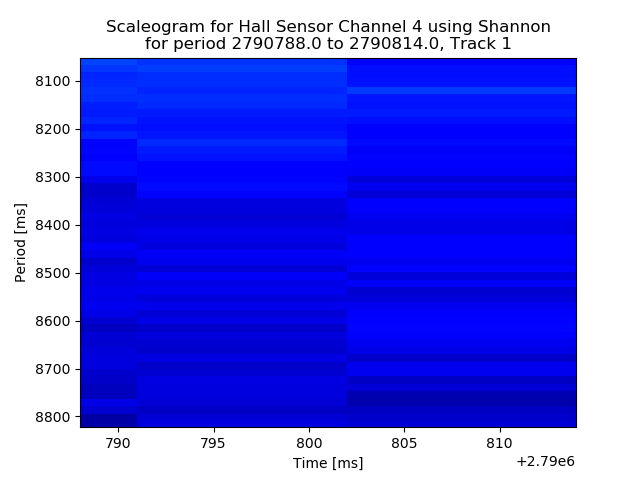 Scaleogram for Hall Sensor Channel 4 using Shannon
for period 2790788.0 to 2790814.0, Track 1
8100
8200
8300
8400
8500
8600
8700
8800
Period [ms]
790 795 800 805 810
Time [ms]
+2.79e6